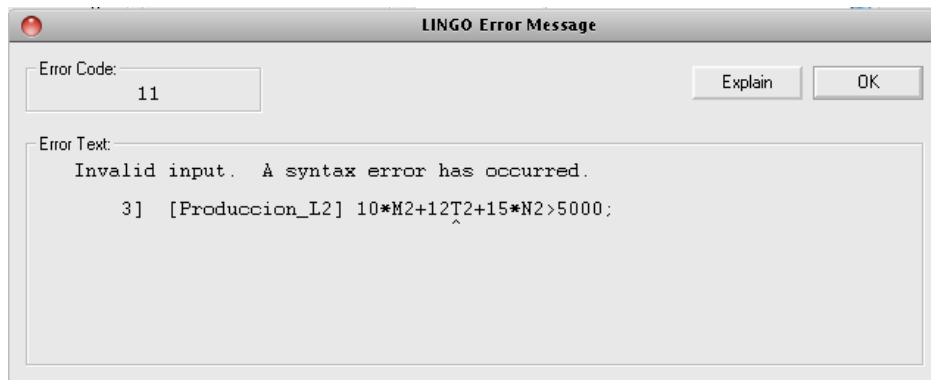 LINGO Error Message
Error Code:
11
Explain
OK
Error Text:
Invalid input.  A syntax error has occurred.
3]  [Produccion_L2] 10*M2+12T2+15*N2>5000;
^